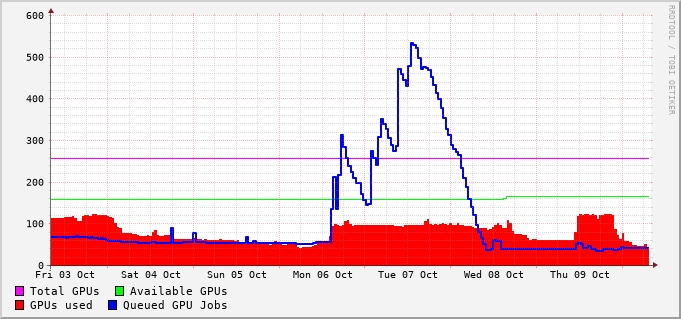 RRDTOOL / TOBI OETIKER
600
500
400
300
200
100
0
Fri 03 Oct Sat 04 Oct Sun 05 Oct Mon 06 Oct Tue 07 Oct Wed 08 Oct Thu 09 Oct
Total GPUs Available GPUs
GPUs used Queued GPU Jobs